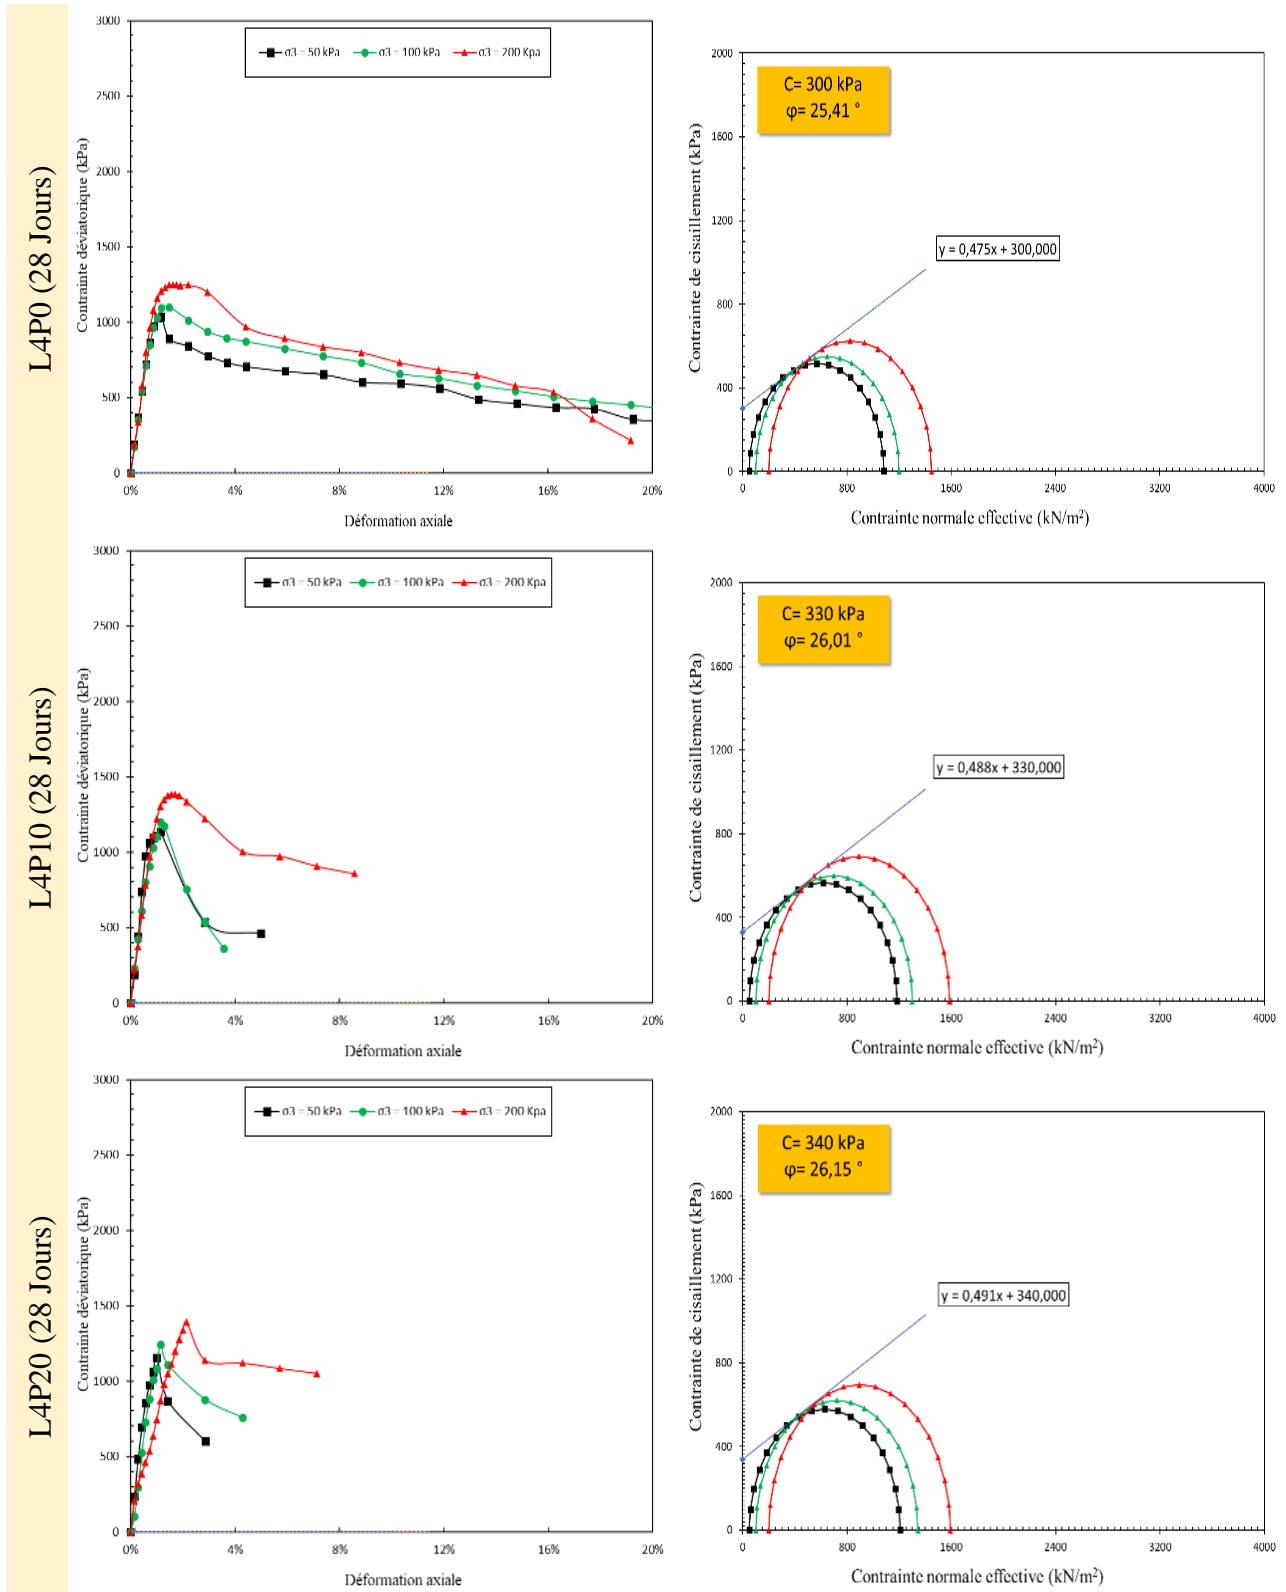 L4P0 (28 Jours)
Contrainte déviatorique (kPa)
3000
2500
2000
1500
1000
500
0
σ3 = 50 kPa
σ3 = 100 kPa
σ3 = 200 Kpa
0%
4%
8%
12%
16%
20%
Déformation axiale
Contrainte de cisaillement (kPa)
2000
1600
1200
800
400
0
C= 300 kPa
φ= 25,41 °
y = 0,475x + 300,000
0
800
1600
2400
3200
4000
Contrainte normale effective (kN/m²)
L4P10 (28 Jours)
Contrainte déviatorique (kPa)
3000
2500
2000
1500
1000
500
0
σ3 = 50 kPa
σ3 = 100 kPa
σ3 = 200 Kpa
0%
4%
8%
12%
16%
20%
Déformation axiale
Contrainte de cisaillement (kPa)
2000
1600
1200
800
400
0
C= 330 kPa
φ= 26,01 °
y = 0,488x + 330,000
0
800
1600
2400
3200
4000
Contrainte normale effective (kN/m²)
L4P20 (28 Jours)
Contrainte déviatorique (kPa)
3000
2500
2000
1500
1000
500
0
σ3 = 50 kPa
σ3 = 100 kPa
σ3 = 200 Kpa
0%
4%
8%
12%
16%
20%
Déformation axiale
Contrainte de cisaillement (kPa)
2000
1600
1200
800
400
0
C= 340 kPa
φ= 26,15 °
y = 0,491x + 340,000
0
800
1600
2400
3200
4000
Contrainte normale effective (kN/m²)